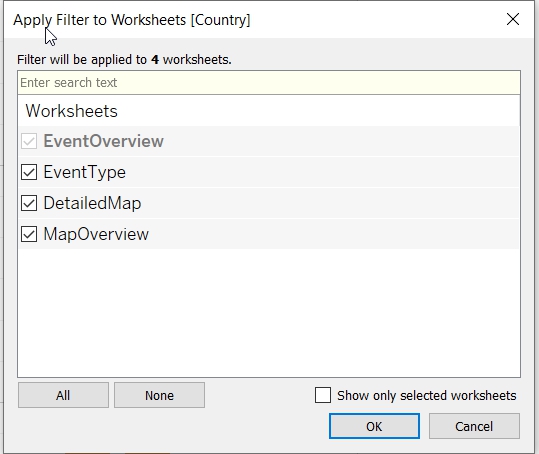 Apply Filter to Worksheets [Country]
Filter will be applied to 4 worksheets.
Enter search text
Worksheets
EventOverview
EventType
DetailedMap
MapOverview
All None Show only selected worksheets
OK Cancel